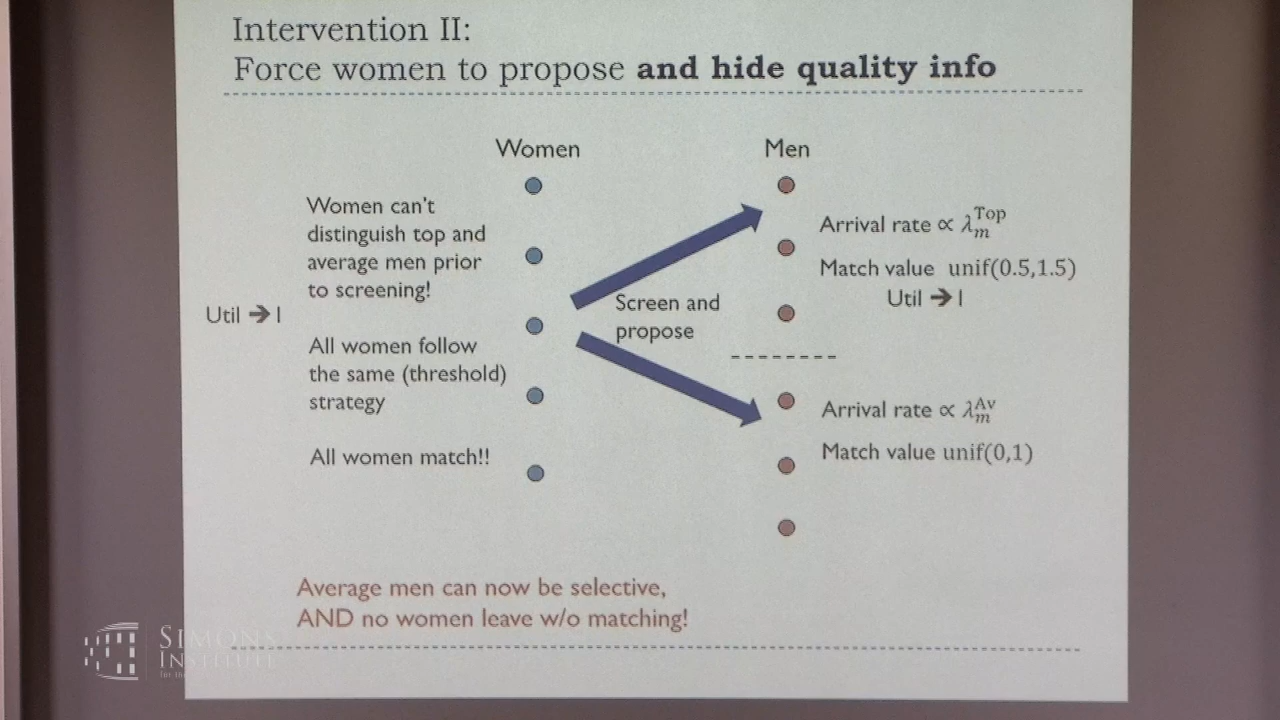 Intervention II:
Force women to propose and hide quality info
Women
Men
Women can't
distinguish top and
average men prior
to screening!
Util ➔ 1
All women follow
the same (threshold)
strategy
All women match!!
Screen and
propose
Arrival rate ∝ λ_m^Top
Match value unif(0.5,1.5)
Util ➔ 1
Arrival rate ∝ λ_m^Av
Match value unif(0,1)
Average men can now be selective,
AND no women leave w/o matching!
SIMONS
INSTITUTE